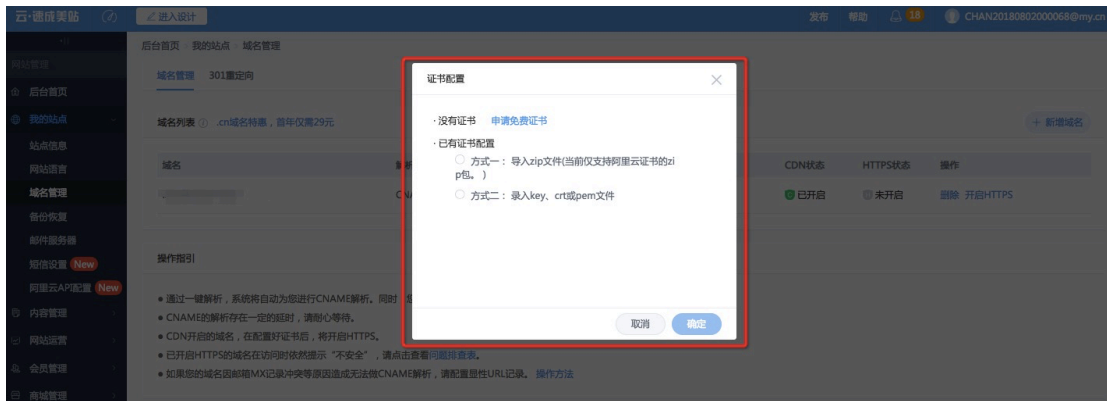 云·速成美站
进入设计
发布 帮助 18 CHAN20180802000068@my.cn
网站管理
后台首页
我的站点
站点信息
网站语言
域名管理
备份恢复
邮件服务器
短信设置 New
阿里云API配置 New
内容管理
网站运营
会员管理
商城管理
后台首页 我的站点 域名管理
域名管理 301重定向
域名列表 .cn域名特惠，首年仅需29元
+ 新增域名
域名 CDN状态 HTTPS状态 操作
已开启 未开启 删除 开启HTTPS
证书配置
·没有证书 申请免费证书
·已有证书配置
方式一： 导入zip文件(当前仅支持阿里云证书的zi
p包。 )
方式二： 录入key、crt或pem文件
取消 确定
操作指引
● 通过一键解析，系统将自动为您进行CNAME解析。同时
● CNAME的解析存在一定的延时，请耐心等待。
● CDN开启的域名，在配置好证书后，将开启HTTPS。
● 已开启HTTPS的域名在访问时依然提示“不安全”，请点击查看问题排查表。
● 如果您的域名因邮箱MX记录冲突等原因造成无法做CNAME解析，请配置显性URL记录。 操作方法